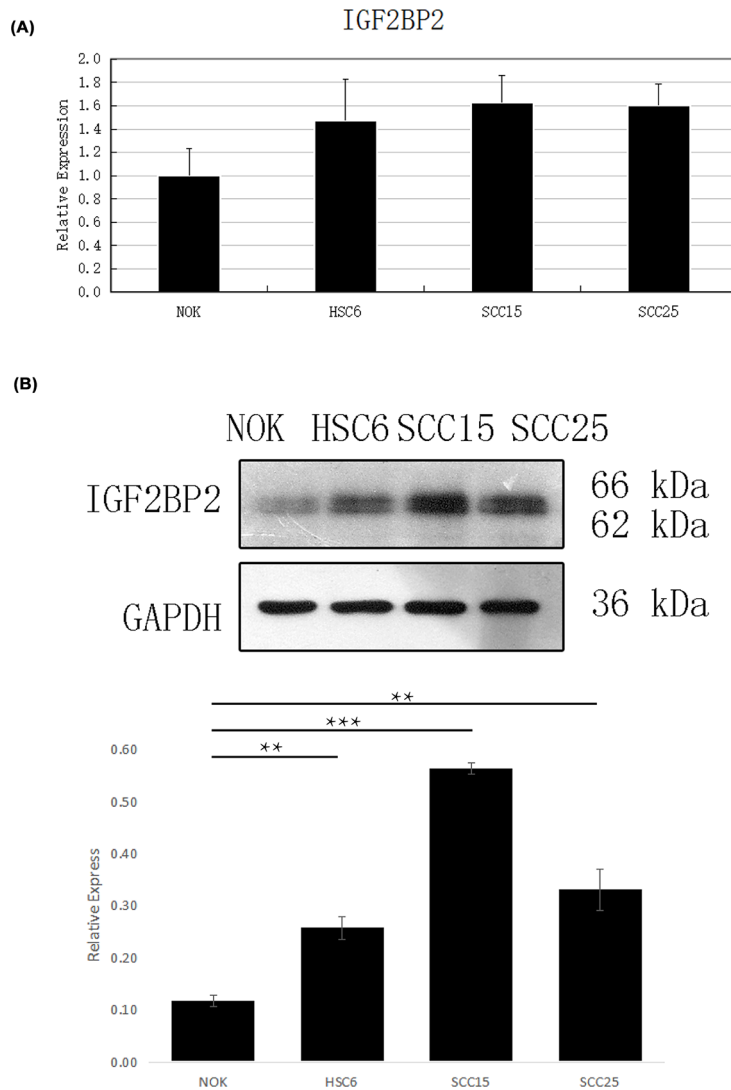 (A)
IGF2BP2
Relative Expression
2.0
1.8
1.6
1.4
1.2
1.0
0.8
0.6
0.4
0.2
0.0
NOK HSC6 SCC15 SCC25
(B)
NOK HSC6 SCC15 SCC25
IGF2BP2 66 kDa
62 kDa
GAPDH 36 kDa
**
***
**
Relative Express
0.60
0.50
0.40
0.30
0.20
0.10
0.00
NOK HSC6 SCC15 SCC25